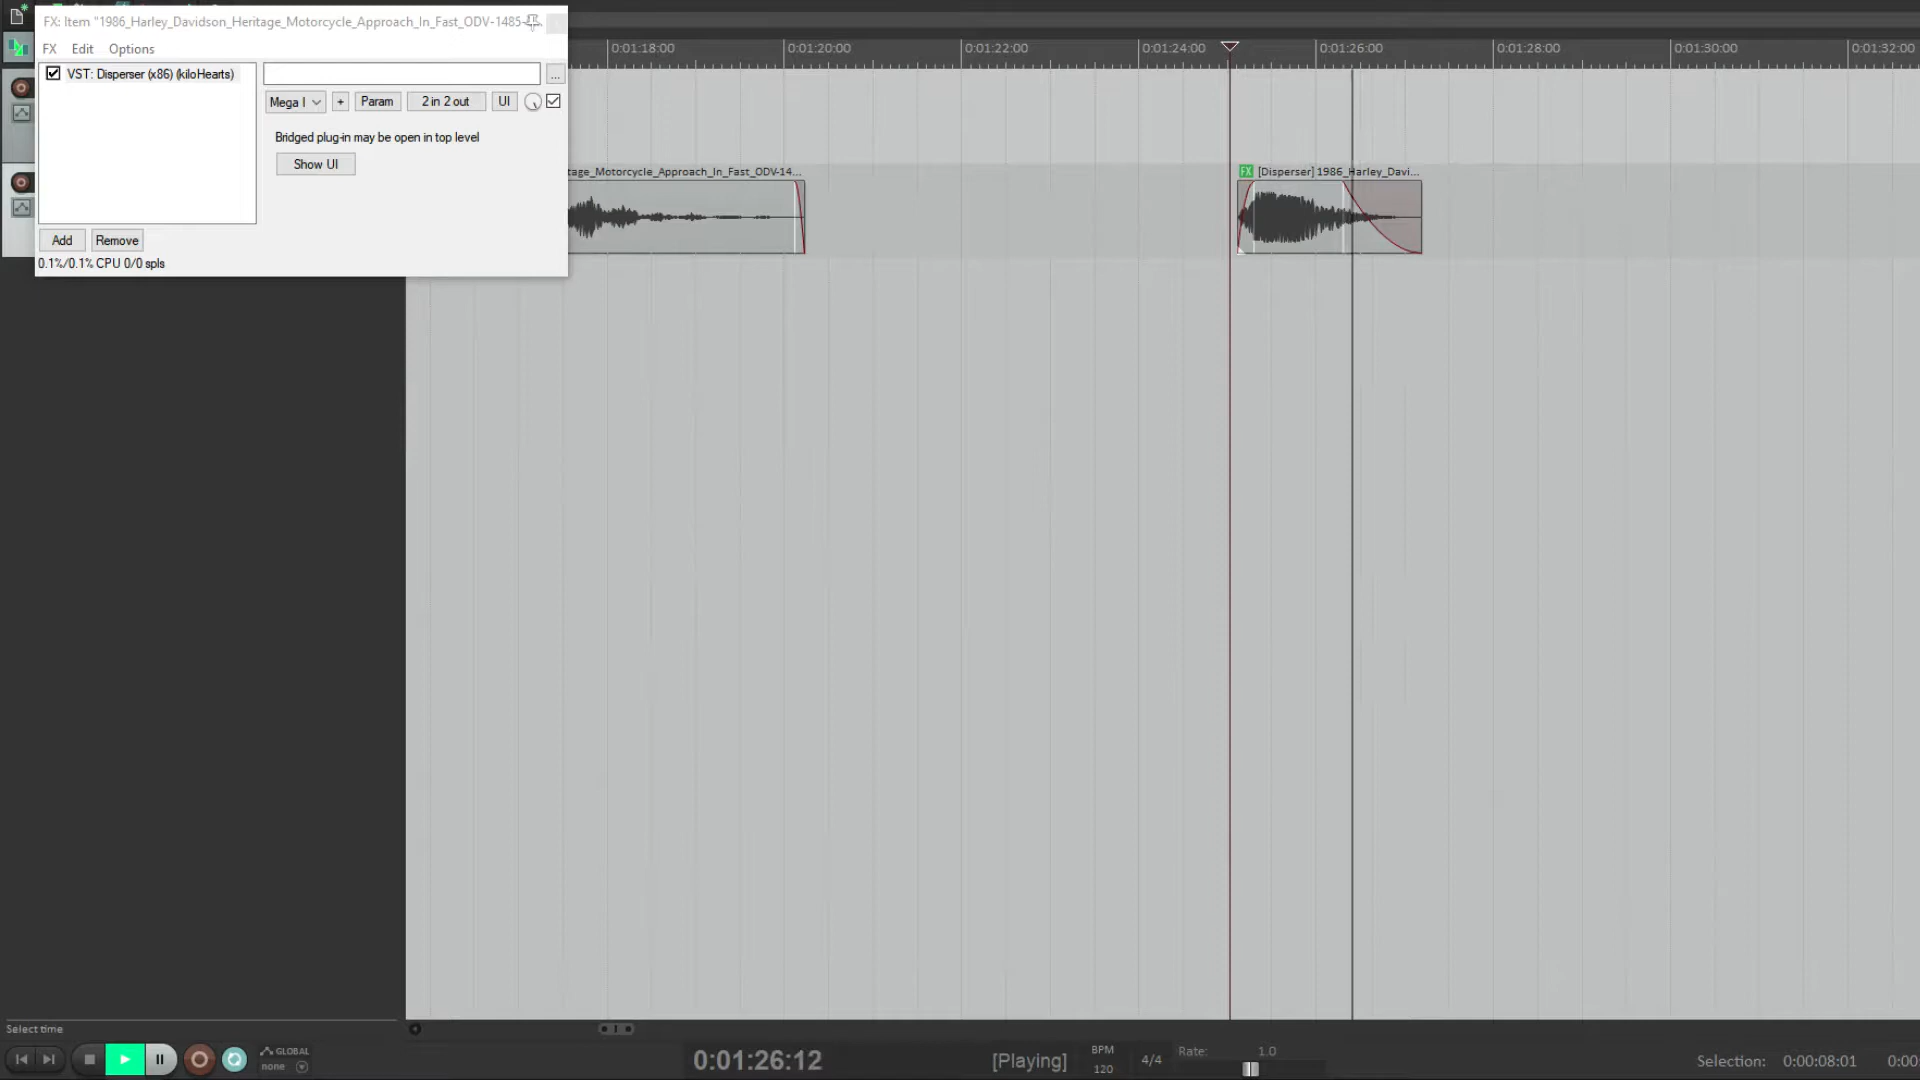 FX: Item "1986_Harley_Davidson_Heritage_Motorcycle_Approach_In_Fast_ODV-1485-
FX Edit Options
VST: Disperser (x86) (kiloHearts)
...
Mega l + Param 2 in 2 out UI
Bridged plug-in may be open in top level
Show UI
Add Remove
0.1%/0.1% CPU 0/0 spls
0:01:18:00 0:01:20:00 0:01:22:00 0:01:24:00 0:01:26:00 0:01:28:00 0:01:30:00 0:01:32:00
tage_Motorcycle_Approach_In_Fast_ODV-14...
FX [Disperser] 1986_Harley_Davi...
Select time
GLOBAL
none
0:01:26:12
[Playing]
BPM
120
4/4
Rate: 1.0
Selection: 0:00:08:01 0:00